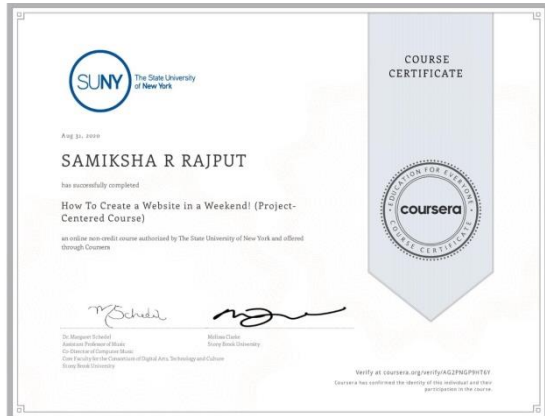 SUNY
The State University
of New York
COURSE
CERTIFICATE
Aug 31, 2020
SAMIKSHA R RAJPUT
has successfully completed
How To Create a Website in a Weekend! (Project-
Centered Course)
an online non-credit course authorized by The State University of New York and offered
through Coursera
EDUCATION FOR EVERYONE
coursera
COURSE CERTIFICATE
Dr. Margaret Schedel
Assistant Professor of Music
Co-Director of Computer Music
Core Faculty for the Consortium of Digital Arts, Technology and Culture
Stony Brook University
Melissa Clarke
Stony Brook University
Verify at coursera.org/verify/AG2PNGP9HT6Y
Coursera has confirmed the identity of this individual and their
participation in the course.